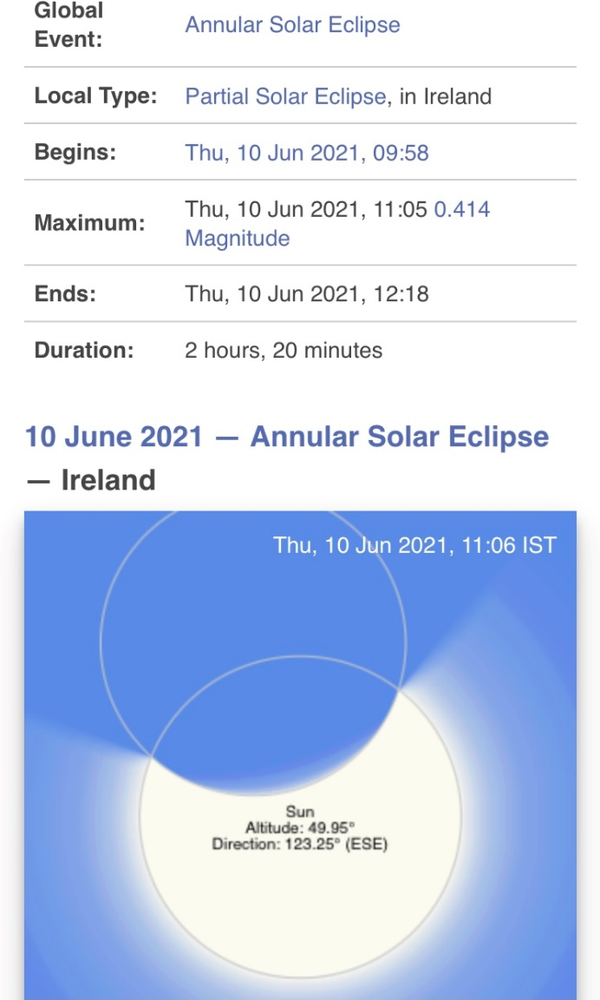 Global
Event:
Annular Solar Eclipse
Local Type:
Partial Solar Eclipse, in Ireland
Begins:
Thu, 10 Jun 2021, 09:58
Maximum:
Thu, 10 Jun 2021, 11:05 0.414
Magnitude
Ends:
Thu, 10 Jun 2021, 12:18
Duration:
2 hours, 20 minutes
10 June 2021 — Annular Solar Eclipse
— Ireland
Thu, 10 Jun 2021, 11:06 IST
Sun
Altitude: 49.95°
Direction: 123.25° (ESE)